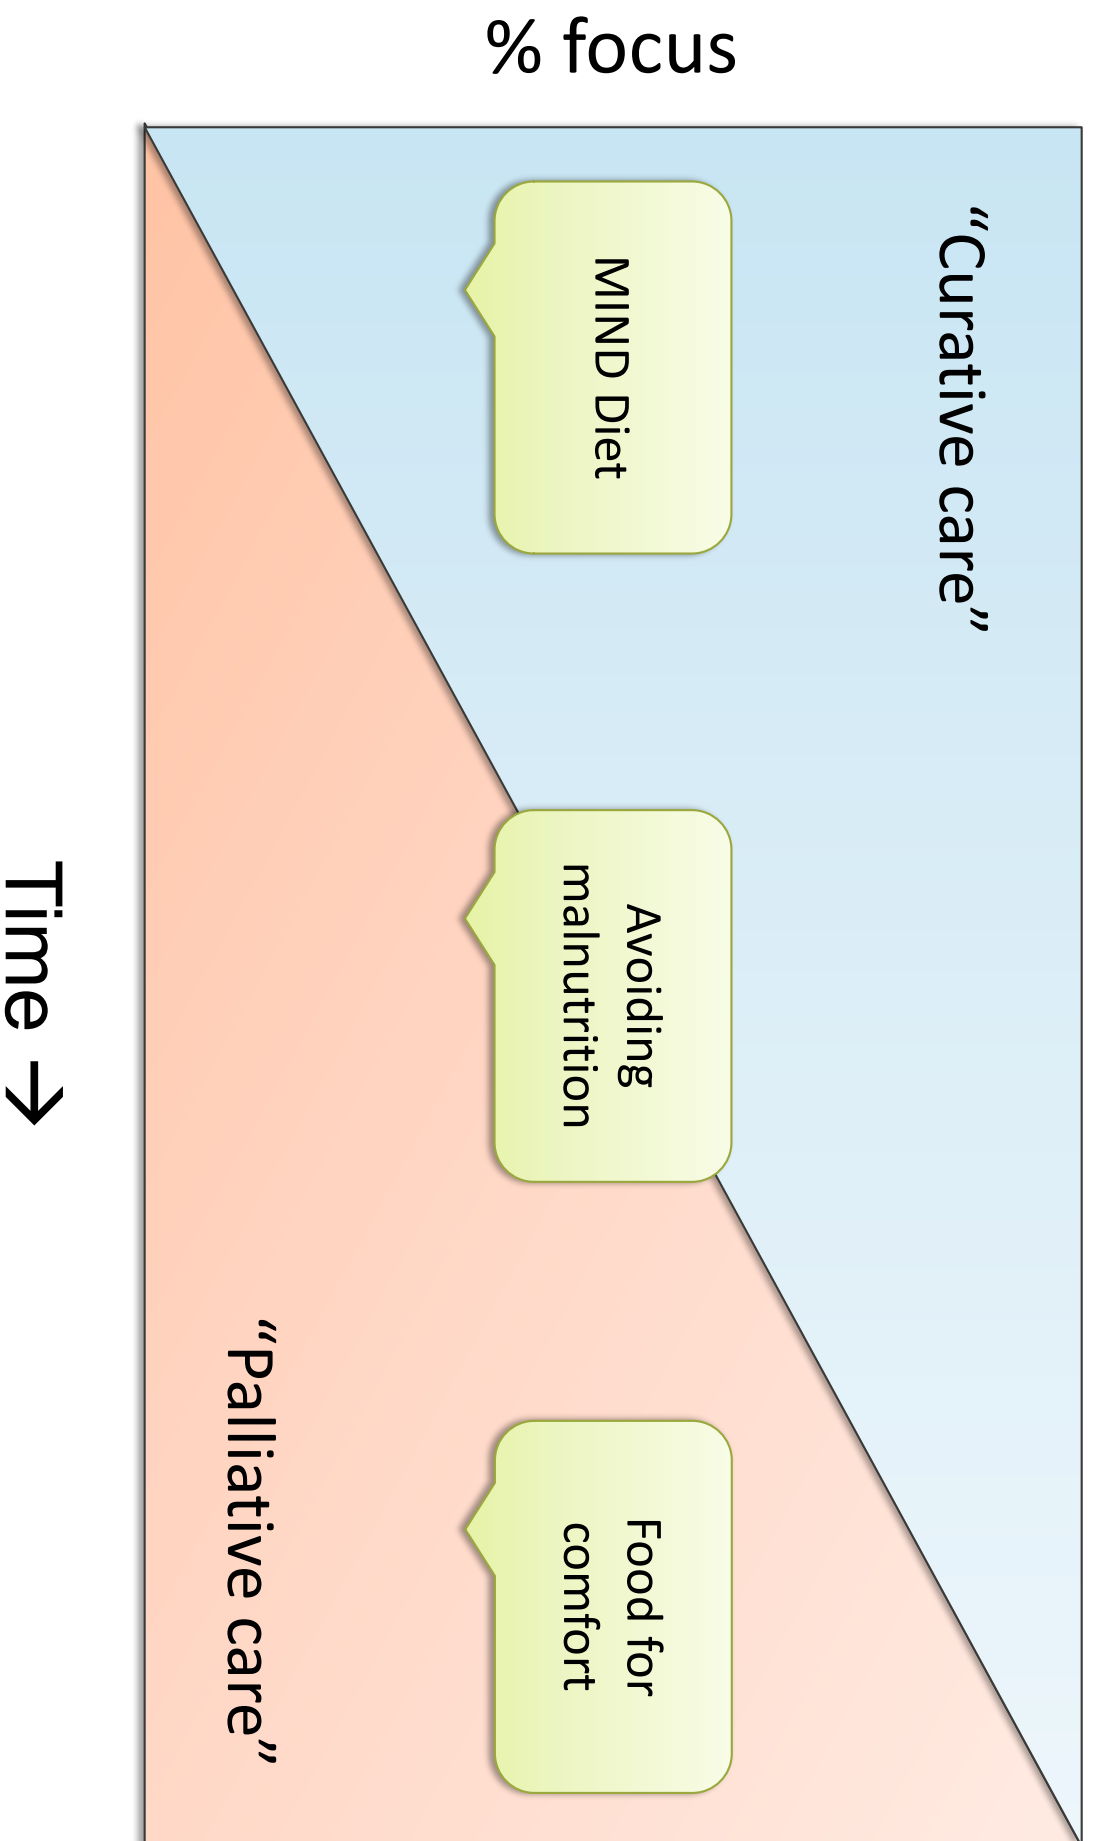 % focus
“Curative care”
MIND Diet
Avoiding
malnutrition
Food for
comfort
“Palliative care”
Time →